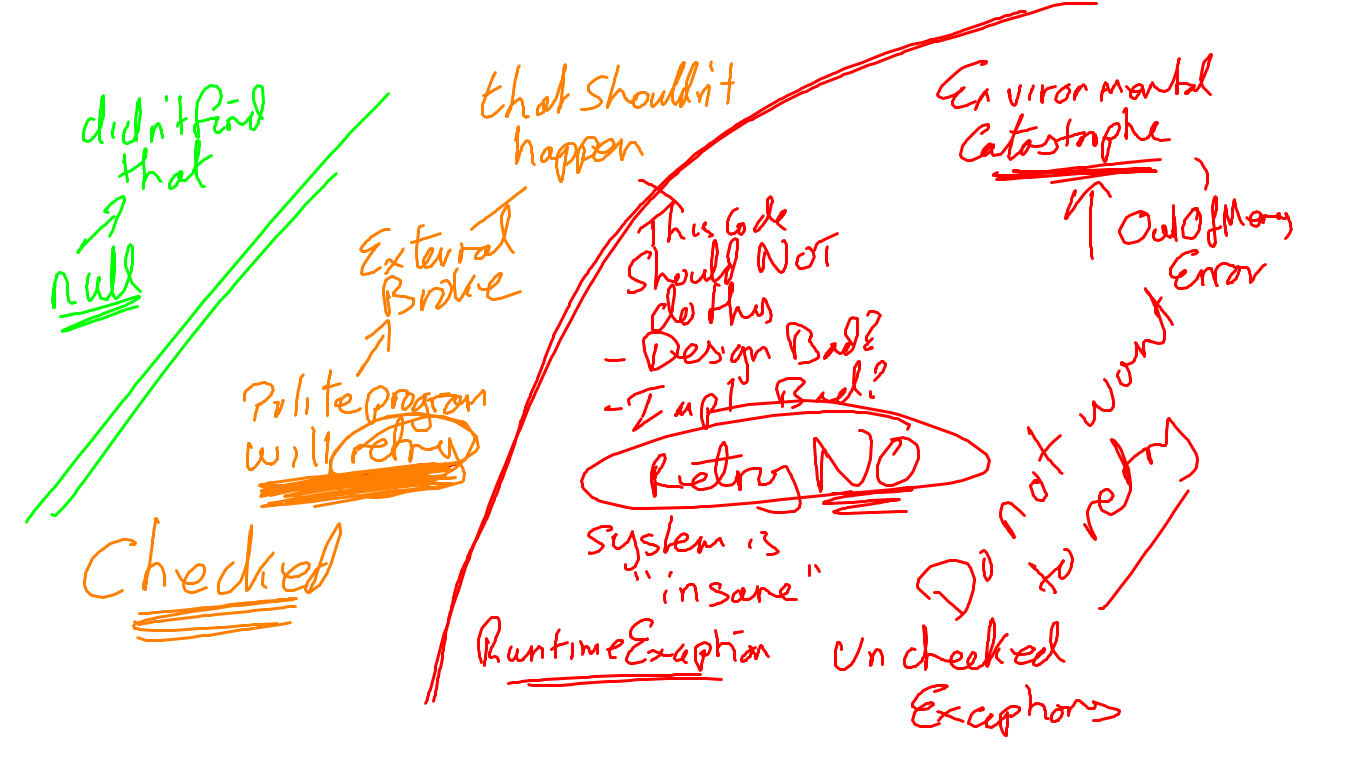 didn't find
that
null
that shouldn't
happen
External
Broke
Polite program
will retry
Checked
This Code
Should NOT
do this
- Design Bad?
- Impl Bad?
Retry NO
system is
"insane"
RuntimeException
Environmental
Catastrophe
OutOfMemory
Error
Do not want
to retry
Unchecked
Exceptions